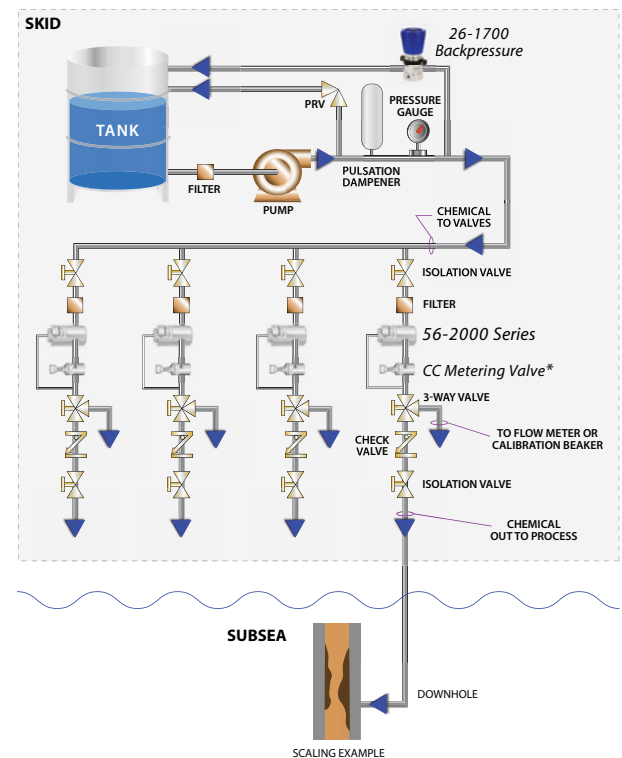 SKID
26-1700
Backpressure
PRV
PRESSURE
GAUGE
TANK
FILTER
PUMP
PULSATION
DAMPENER
CHEMICAL
TO VALVES
ISOLATION VALVE
FILTER
56-2000 Series
CC Metering Valve*
3-WAY VALVE
CHECK
VALVE
TO FLOW METER OR
CALIBRATION BEAKER
ISOLATION VALVE
CHEMICAL
OUT TO PROCESS
SUBSEA
DOWNHOLE
SCALING EXAMPLE